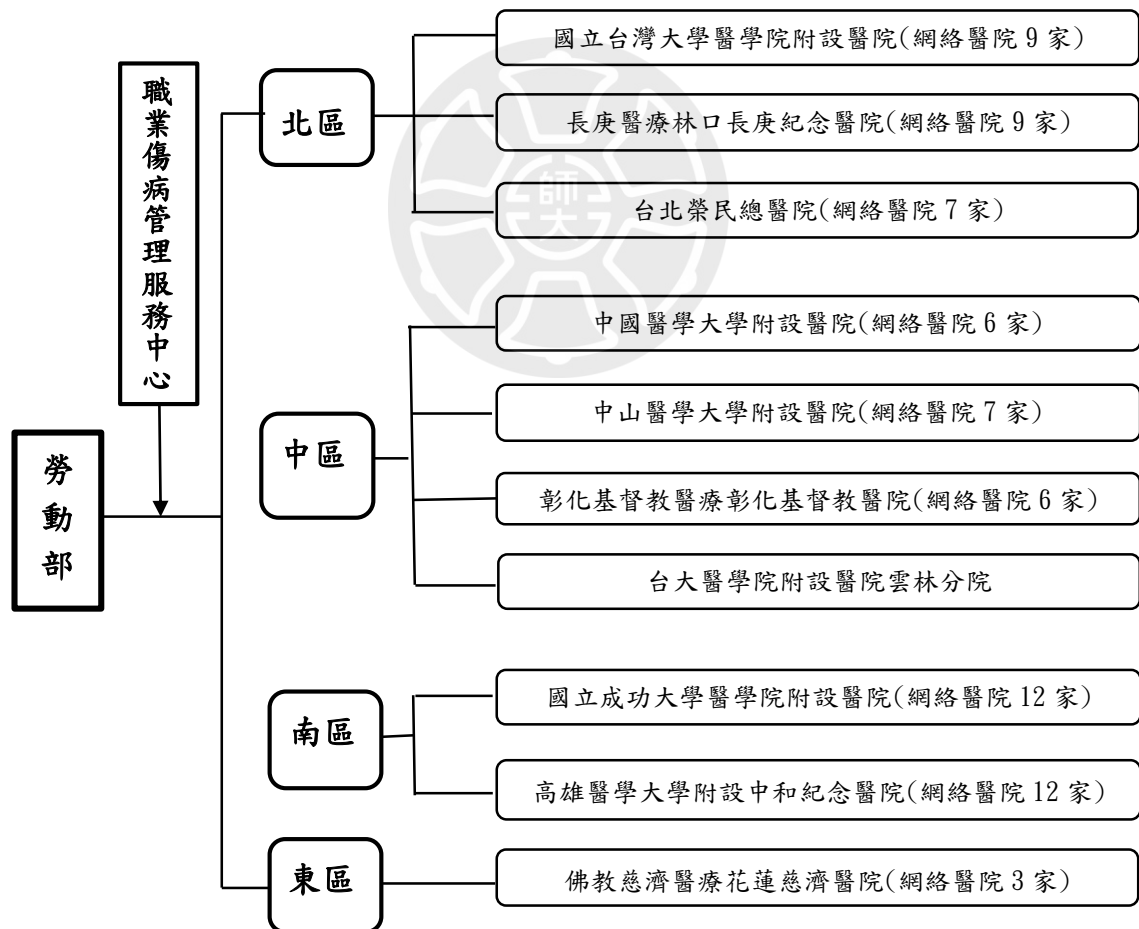 職業傷病管理服務中心
勞動部
北區
國立台灣大學醫學院附設醫院(網絡醫院 9 家)
長庚醫療林口長庚紀念醫院(網絡醫院 9 家)
台北榮民總醫院(網絡醫院 7 家)
師大
中區
中國醫學大學附設醫院(網絡醫院 6 家)
中山醫學大學附設醫院(網絡醫院 7 家)
彰化基督教醫療彰化基督教醫院(網絡醫院 6 家)
台大醫學院附設醫院雲林分院
南區
國立成功大學醫學院附設醫院(網絡醫院 12 家)
高雄醫學大學附設中和紀念醫院(網絡醫院 12 家)
東區
佛教慈濟醫療花蓮慈濟醫院(網絡醫院 3 家)